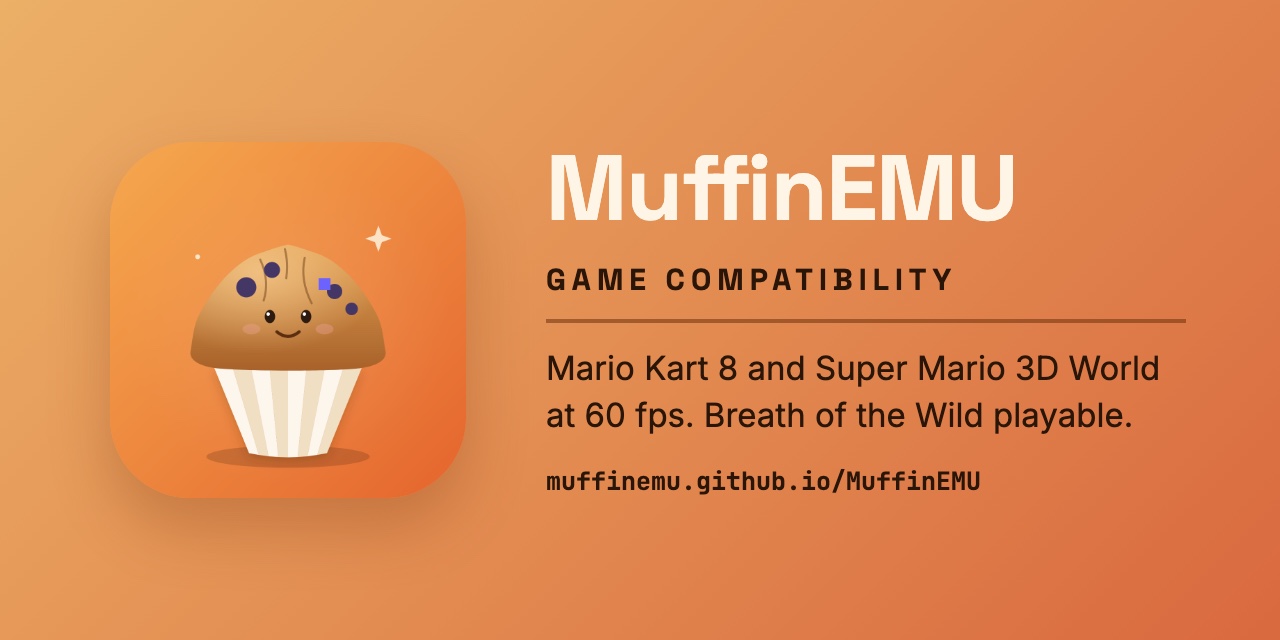 MuffinEMU
GAME COMPATIBILITY
Mario Kart 8 and Super Mario 3D World
at 60 fps. Breath of the Wild playable.
muffinemu.github.io/MuffinEMU